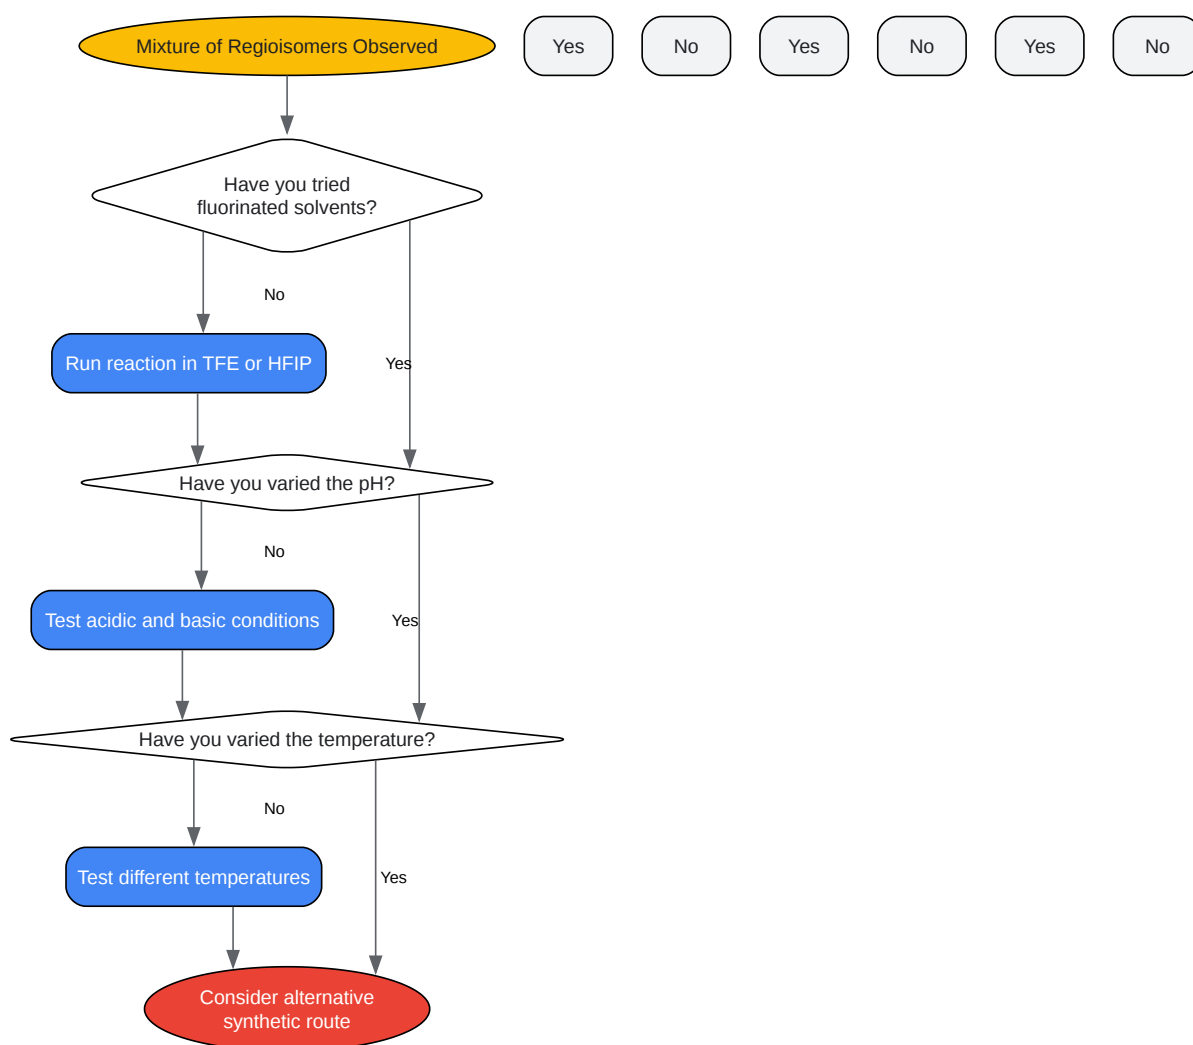 Mixture of Regioisomers Observed
Yes
No
Yes
No
Yes
No
Have you tried
fluorinated solvents?
No
Run reaction in TFE or HFIP
Yes
Have you varied the pH?
No
Test acidic and basic conditions
Yes
Have you varied the temperature?
No
Test different temperatures
Yes
Consider alternative
synthetic route